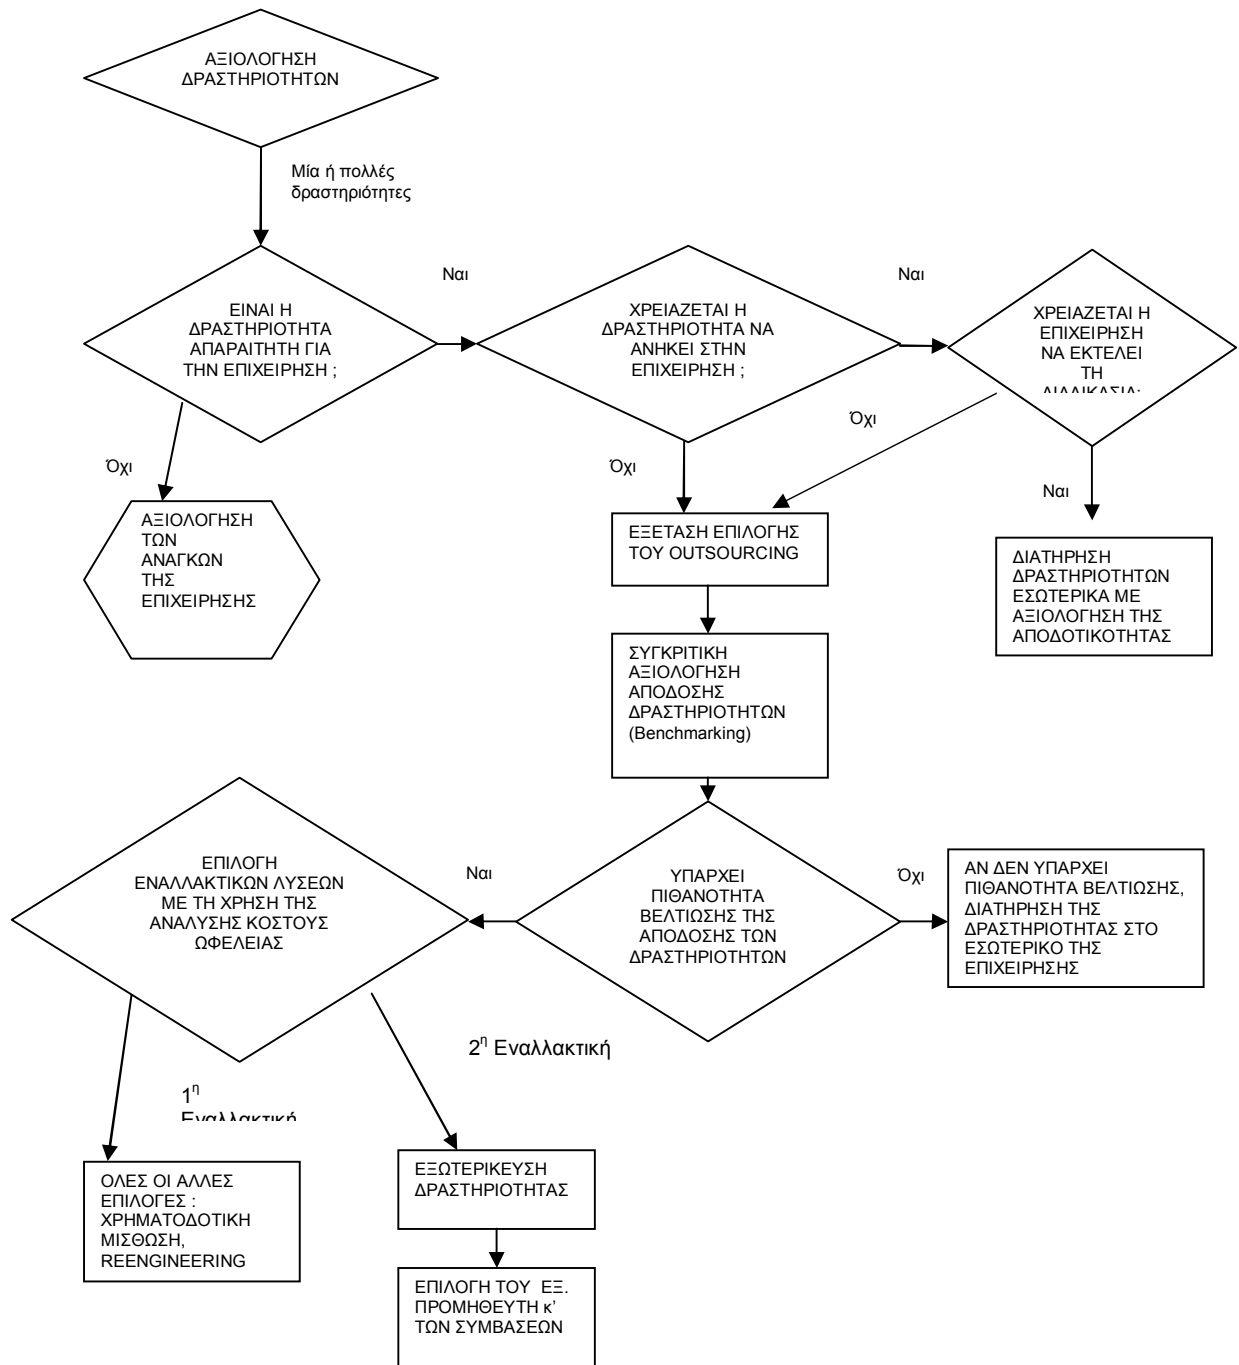 ΑΞΙΟΛΟΓΗΣΗ
ΔΡΑΣΤΗΡΙΟΤΗΤΩΝ
Μία ή πολλές
δραστηριότητες
Ναι
Ναι
ΕΙΝΑΙ Η
ΔΡΑΣΤΗΡΙΟΤΗΤΑ
ΑΠΑΡΑΙΤΗΤΗ ΓΙΑ
ΤΗΝ ΕΠΙΧΕΙΡΗΣΗ ;
ΧΡΕΙΑΖΕΤΑΙ Η
ΔΡΑΣΤΗΡΙΟΤΗΤΑ ΝΑ
ΑΝΗΚΕΙ ΣΤΗΝ
ΕΠΙΧΕΙΡΗΣΗ ;
ΧΡΕΙΑΖΕΤΑΙ Η
ΕΠΙΧΕΙΡΗΣΗ
ΝΑ ΕΚΤΕΛΕΙ
ΤΗ
ΔΙΑΔΙΚΑΣΙΑ;
Όχι
Όχι
Όχι
Ναι
ΑΞΙΟΛΟΓΗΣΗ
ΤΩΝ
ΑΝΑΓΚΩΝ
ΤΗΣ
ΕΠΙΧΕΙΡΗΣΗΣ
ΕΞΕΤΑΣΗ ΕΠΙΛΟΓΗΣ
ΤΟΥ OUTSOURCING
ΔΙΑΤΗΡΗΣΗ
ΔΡΑΣΤΗΡΙΟΤΗΤΩΝ
ΕΣΩΤΕΡΙΚΑ ΜΕ
ΑΞΙΟΛΟΓΗΣΗ ΤΗΣ
ΑΠΟΔΟΤΙΚΟΤΗΤΑΣ
ΣΥΓΚΡΙΤΙΚΗ
ΑΞΙΟΛΟΓΗΣΗ
ΑΠΟΔΟΣΗΣ
ΔΡΑΣΤΗΡΙΟΤΗΤΩΝ
(Benchmarking)
ΕΠΙΛΟΓΗ
ΕΝΑΛΛΑΚΤΙΚΩΝ ΛΥΣΕΩΝ
ΜΕ ΤΗ ΧΡΗΣΗ ΤΗΣ
ΑΝΑΛΥΣΗΣ ΚΟΣΤΟΥΣ
ΩΦΕΛΕΙΑΣ
Ναι
ΥΠΑΡΧΕΙ
ΠΙΘΑΝΟΤΗΤΑ
ΒΕΛΤΙΩΣΗΣ ΤΗΣ
ΑΠΟΔΟΣΗΣ ΤΩΝ
ΔΡΑΣΤΗΡΙΟΤΗΤΩΝ
Όχι
ΑΝ ΔΕΝ ΥΠΑΡΧΕΙ
ΠΙΘΑΝΟΤΗΤΑ ΒΕΛΤΙΩΣΗΣ,
ΔΙΑΤΗΡΗΣΗ ΤΗΣ
ΔΡΑΣΤΗΡΙΟΤΗΤΑΣ ΣΤΟ
ΕΣΩΤΕΡΙΚΟ ΤΗΣ
ΕΠΙΧΕΙΡΗΣΗΣ
2η Εναλλακτική
1η
Εναλλακτική
ΟΛΕΣ ΟΙ ΑΛΛΕΣ
ΕΠΙΛΟΓΕΣ :
ΧΡΗΜΑΤΟΔΟΤΙΚΗ
ΜΙΣΘΩΣΗ,
REENGINEERING
ΕΞΩΤΕΡΙΚΕΥΣΗ
ΔΡΑΣΤΗΡΙΟΤΗΤΑΣ
ΕΠΙΛΟΓΗ ΤΟΥ ΕΞ.
ΠΡΟΜΗΘΕΥΤΗ κ’
ΤΩΝ ΣΥΜΒΑΣΕΩΝ